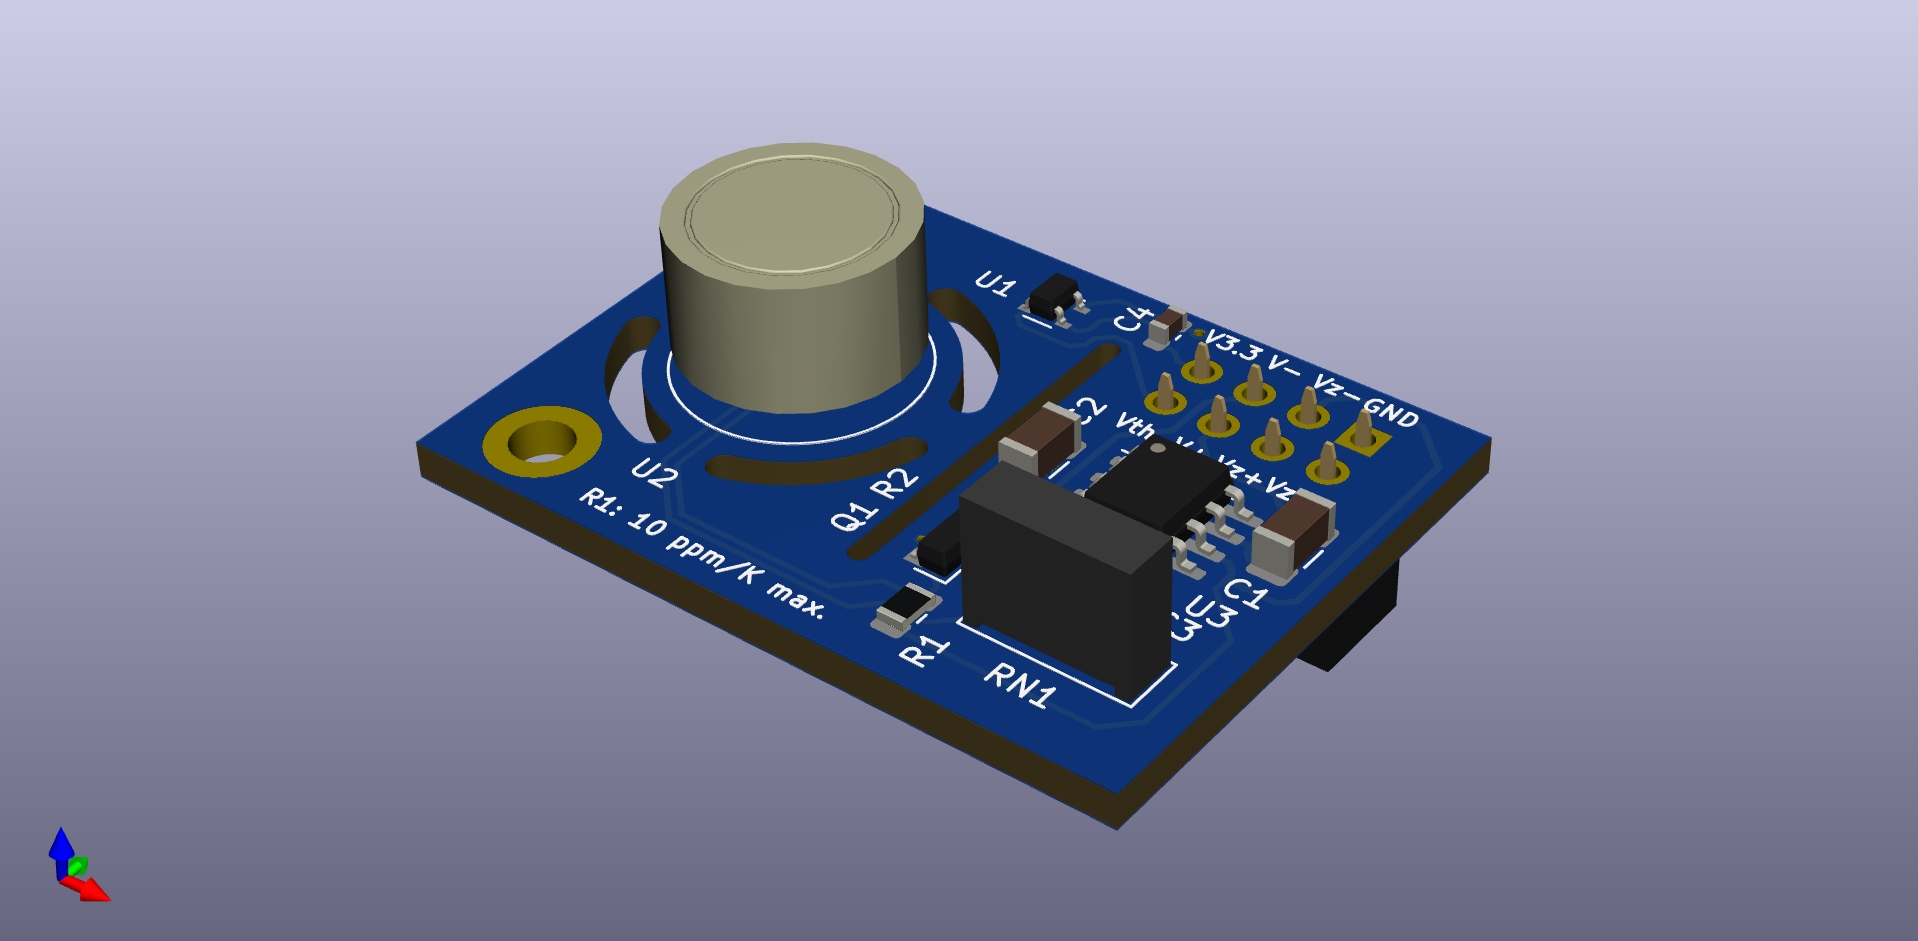 U1
C4
V3.3 V- Vz-GND
Vth
Vz+Vz
U2
Q1 R2
R1: 10 ppm/K max.
C1
U3
R1
RN1